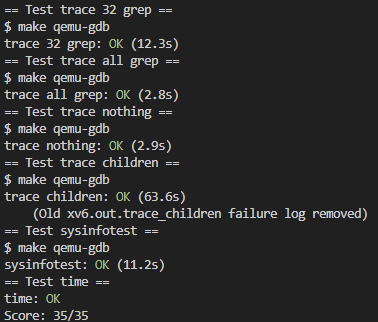 == Test trace 32 grep ==
$ make qemu-gdb
trace 32 grep: OK (12.3s)
== Test trace all grep ==
$ make qemu-gdb
trace all grep: OK (2.8s)
== Test trace nothing ==
$ make qemu-gdb
trace nothing: OK (2.9s)
== Test trace children ==
$ make qemu-gdb
trace children: OK (63.6s)
    (Old xv6.out.trace_children failure log removed)
== Test sysinfotest ==
$ make qemu-gdb
sysinfotest: OK (11.2s)
== Test time ==
time: OK
Score: 35/35